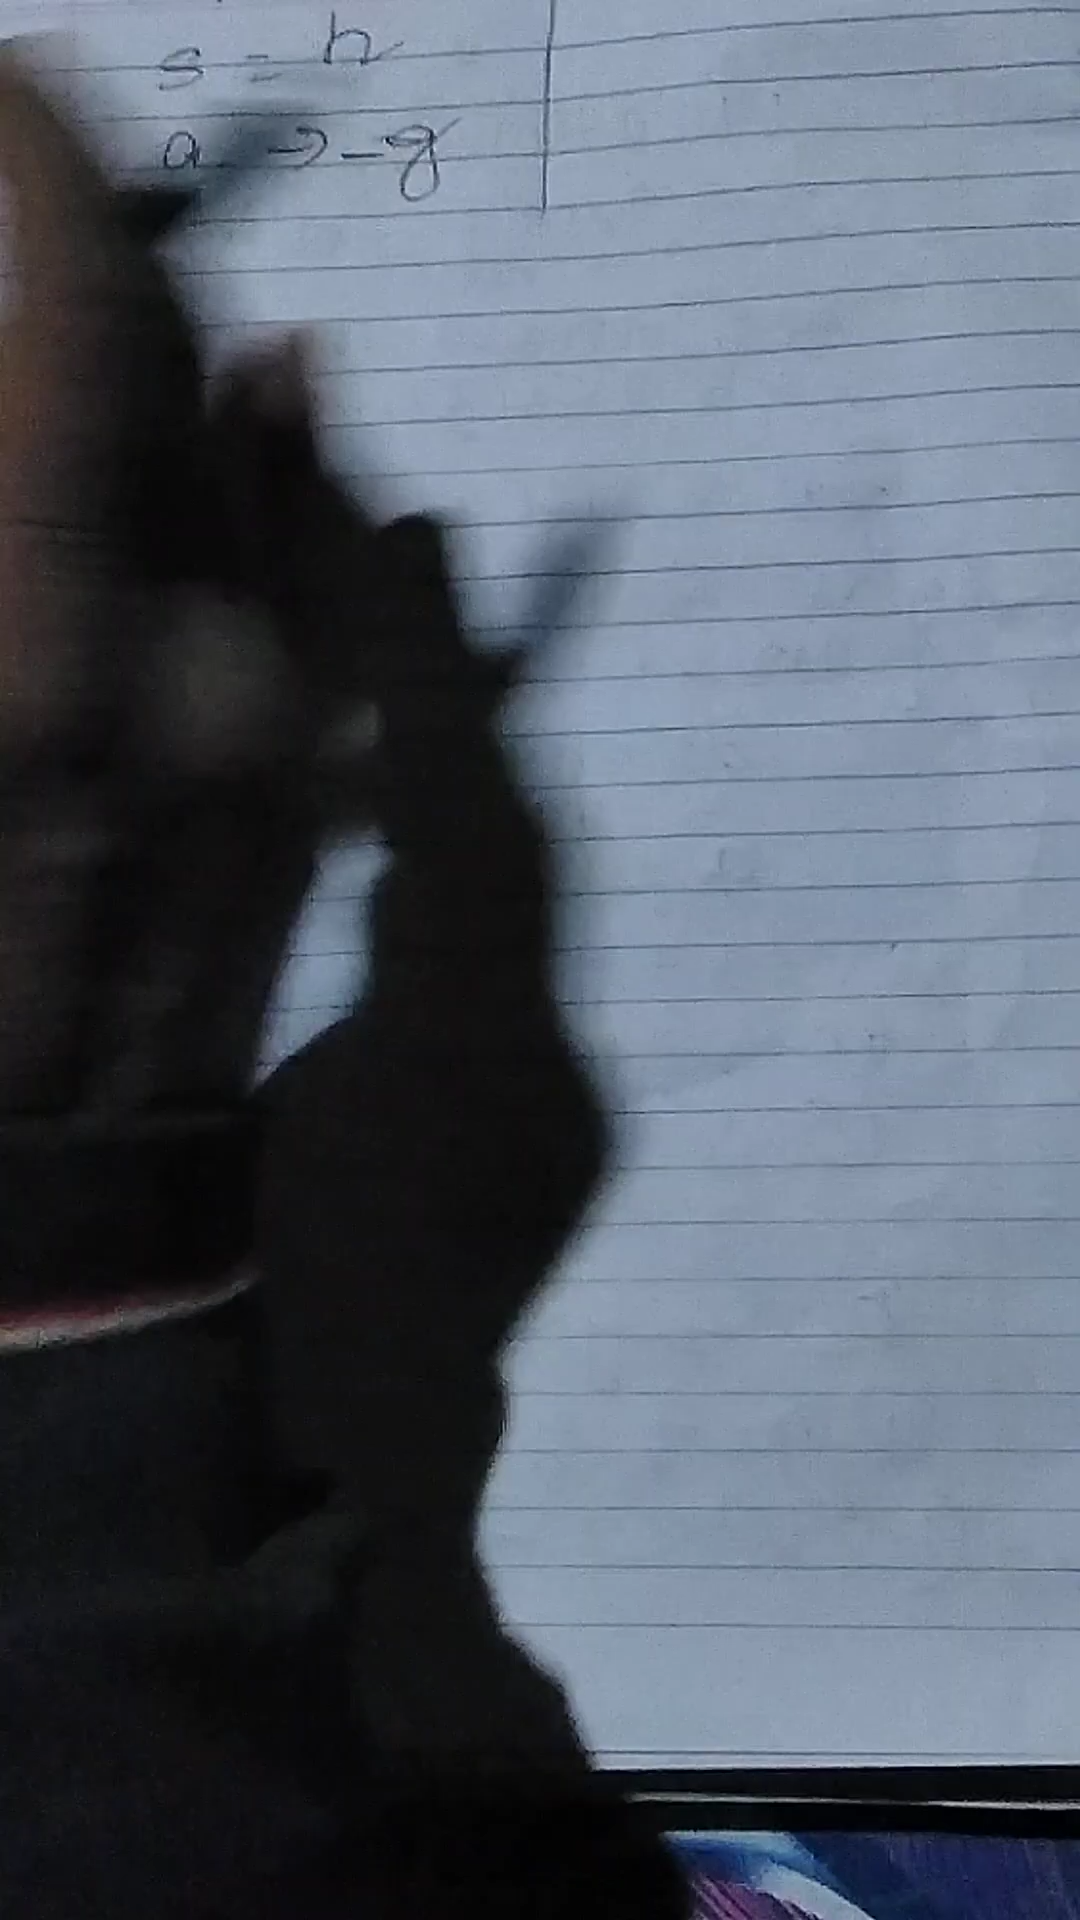 s = h
a → -g